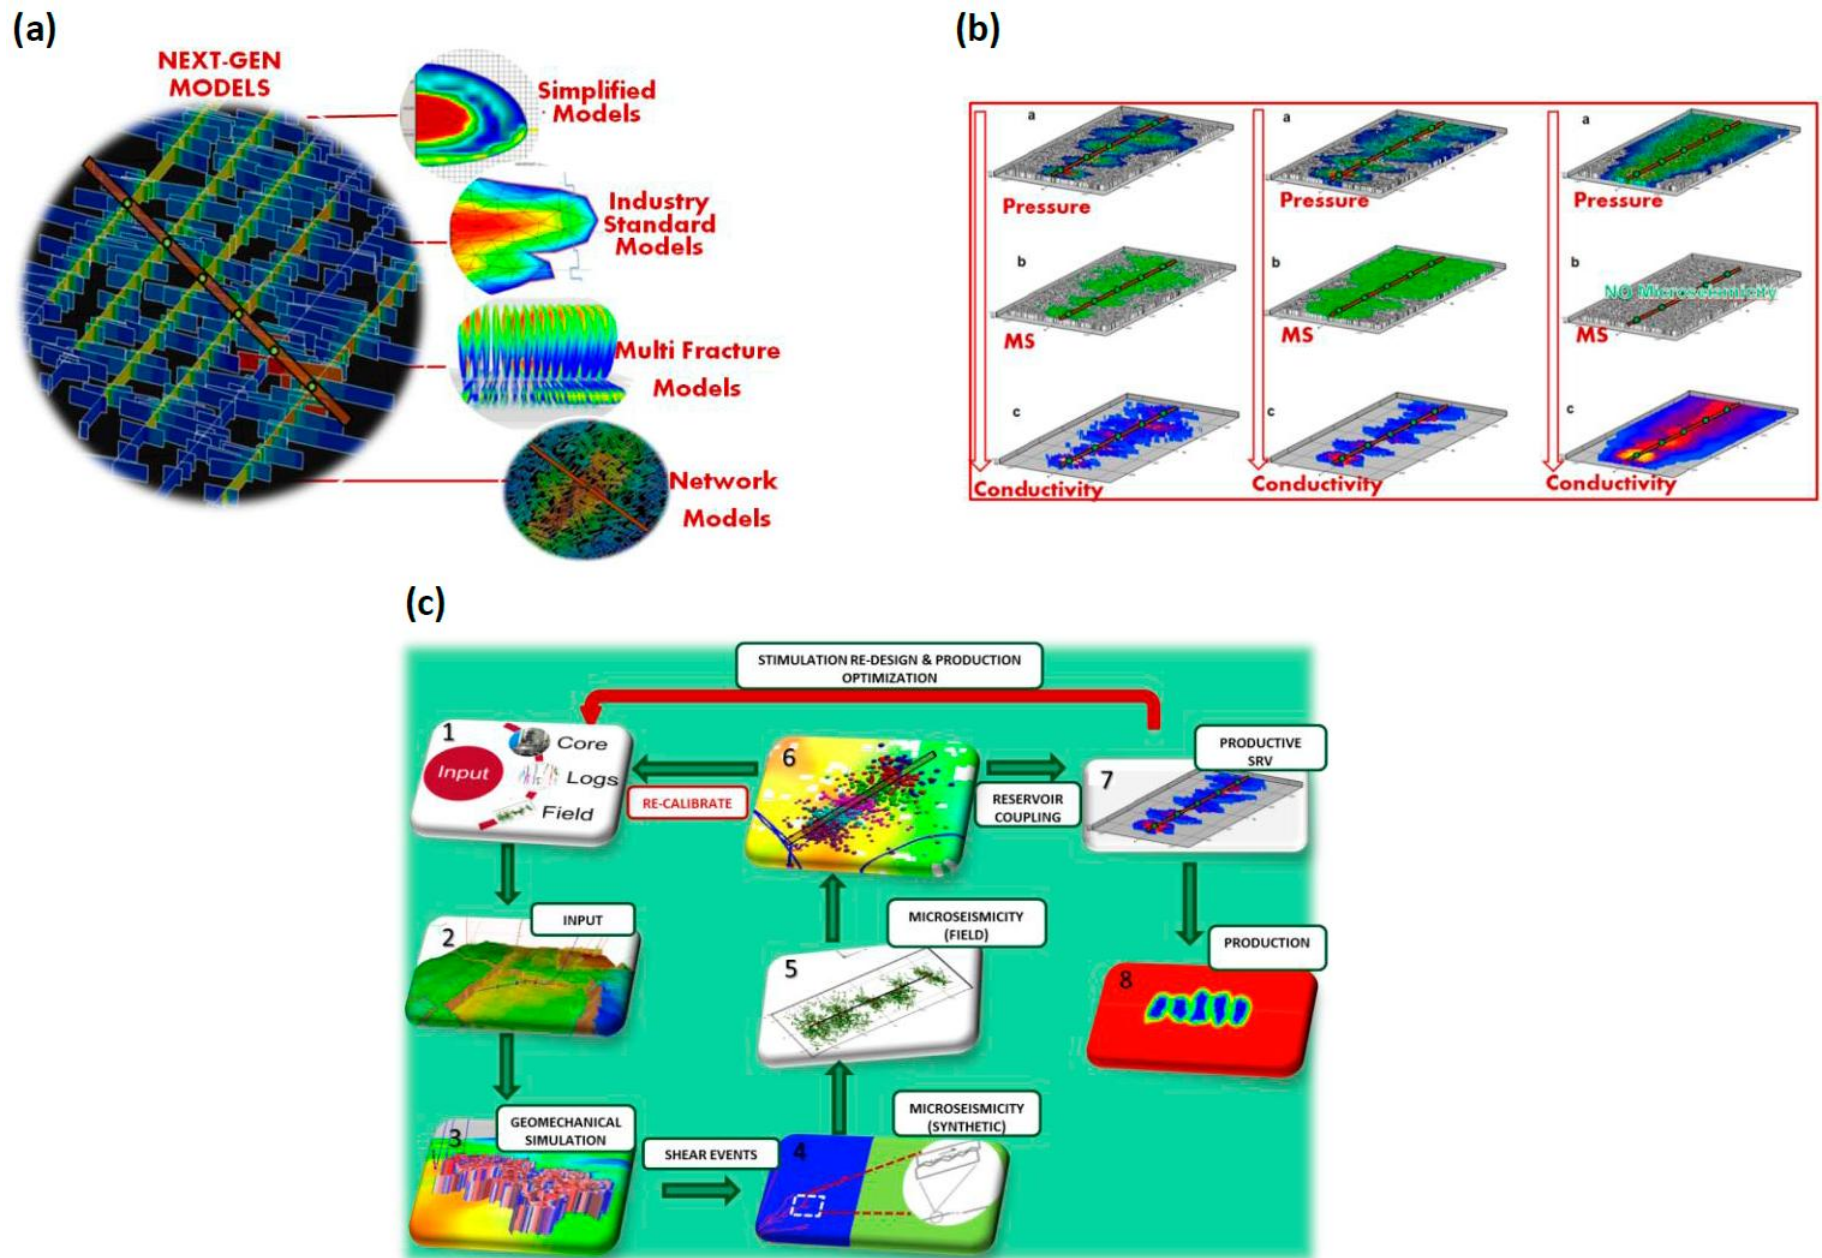 (a)
NEXT-GEN
MODELS
Simplified
Models
Industry
Standard
Models
Multi Fracture
Models
Network
Models
(b)
a
a
a
Pressure
Pressure
Pressure
b
b
b
NO Microseismicity
MS
MS
MS
c
c
c
Conductivity
Conductivity
Conductivity
(c)
STIMULATION RE-DESIGN & PRODUCTION
OPTIMIZATION
1
Input
Core
Logs
Field
RE-CALIBRATE
6
RESERVOIR
COUPLING
7
PRODUCTIVE
SRV
2
INPUT
MICROSEISMICITY
(FIELD)
5
PRODUCTION
8
3
GEOMECHANICAL
SIMULATION
SHEAR EVENTS
4
MICROSEISMICITY
(SYNTHETIC)